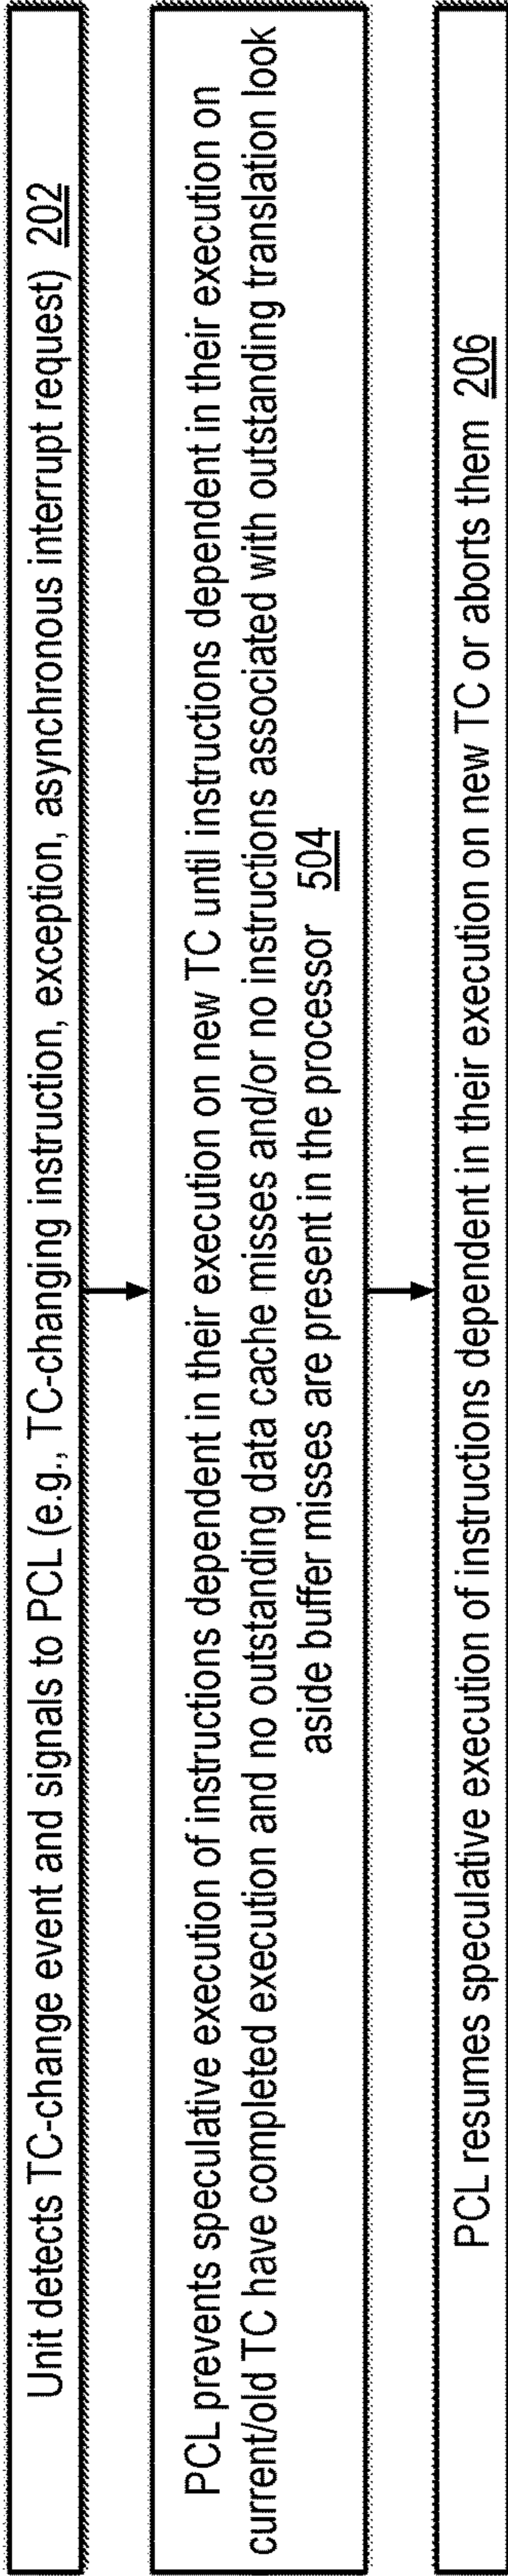 Unit detects TC-change event and signals to PCL (e.g., TC-changing instruction, exception, asynchronous interrupt request) 202
PCL prevents speculative execution of instructions dependent in their execution on new TC until instructions dependent in their execution on
current/old TC have completed execution and no outstanding data cache misses and/or no instructions associated with outstanding translation look
aside buffer misses are present in the processor 504
PCL resumes speculative execution of instructions dependent in their execution on new TC or aborts them 206